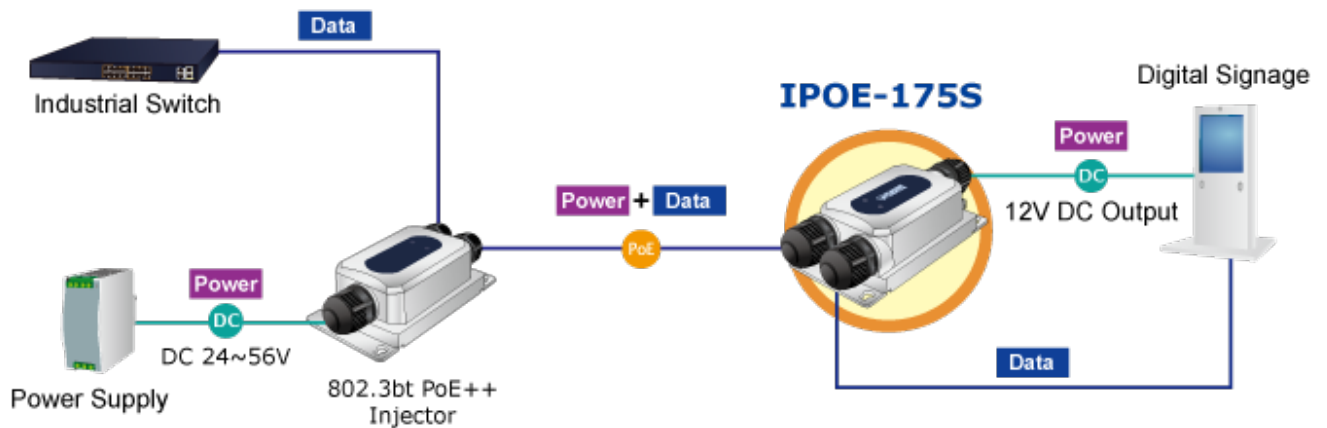 Data
Industrial Switch
IPOE-175S
Digital Signage
Power
DC
12V DC Output
Power + Data
PoE
Power
DC
DC 24~56V
Power Supply
802.3bt PoE++
Injector
Data